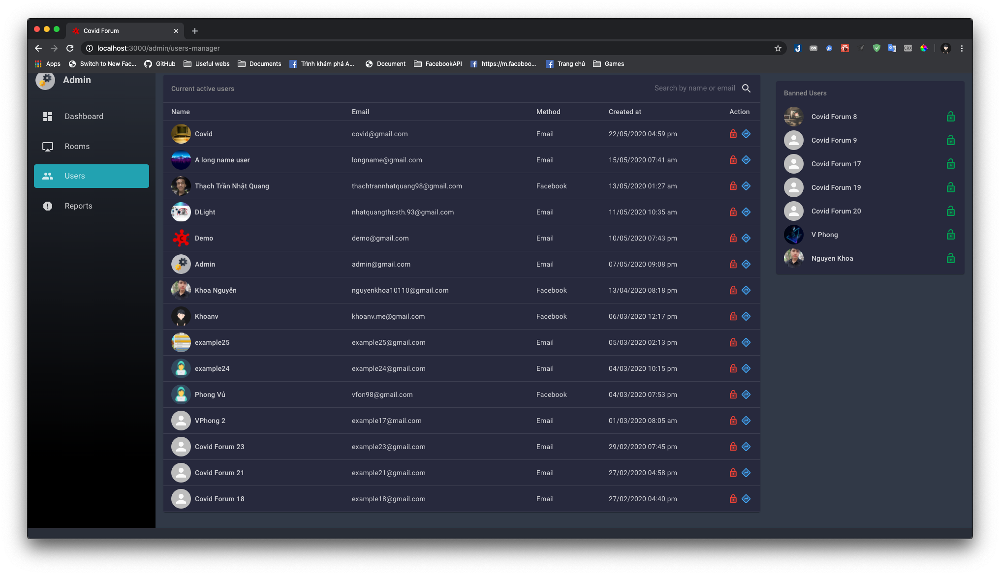 Covid Forum
localhost:3000/admin/users-manager
Apps Switch to New Fac... GitHub Useful webs Documents Trình khám phá A... Document FacebookAPI https://m.faceboo... Trang chủ Games
Admin
Dashboard
Rooms
Users
Reports
Current active users Search by name or email
Name Email Method Created at Action
Covid covid@gmail.com Email 22/05/2020 04:59 pm
A long name user longname@gmail.com Email 15/05/2020 07:41 am
Thạch Trần Nhật Quang thachtrannhatquang98@gmail.com Facebook 13/05/2020 01:27 am
DLight nhatquangthcsth.93@gmail.com Email 11/05/2020 10:35 am
Demo demo@gmail.com Email 10/05/2020 07:43 pm
Admin admin@gmail.com Email 07/05/2020 09:08 pm
Khoa Nguyễn nguyenkhoa10110@gmail.com Facebook 13/04/2020 08:18 pm
Khoanv khoanv.me@gmail.com Facebook 06/03/2020 12:17 pm
example25 example25@gmail.com Email 05/03/2020 02:13 pm
example24 example24@gmail.com Email 04/03/2020 10:15 pm
Phong Vủ vfon98@gmail.com Facebook 04/03/2020 07:53 pm
VPhong 2 example17@mail.com Email 01/03/2020 08:05 am
Covid Forum 23 example23@gmail.com Email 29/02/2020 07:45 pm
Covid Forum 21 example21@gmail.com Email 27/02/2020 04:58 pm
Covid Forum 18 example18@gmail.com Email 27/02/2020 04:40 pm
Banned Users
Covid Forum 8
Covid Forum 9
Covid Forum 17
Covid Forum 19
Covid Forum 20
V Phong
Nguyen Khoa